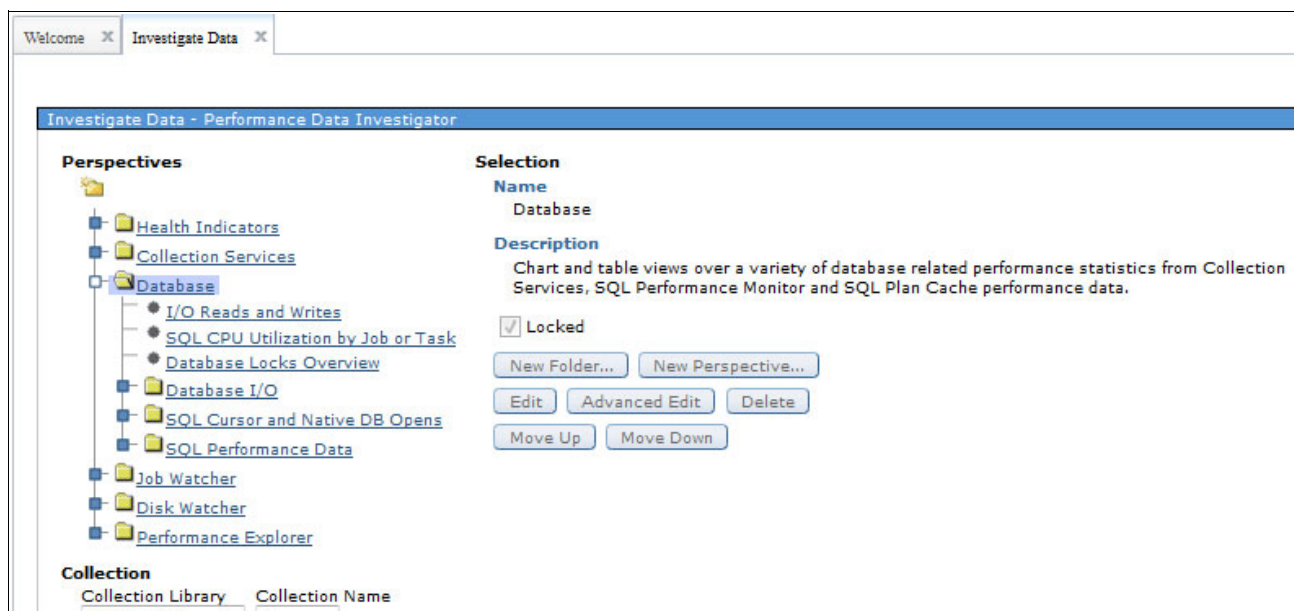 Welcome
Investigate Data
Investigate Data - Performance Data Investigator
Perspectives
Health Indicators
Collection Services
Database
I/O Reads and Writes
SQL CPU Utilization by Job or Task
Database Locks Overview
Database I/O
SQL Cursor and Native DB Opens
SQL Performance Data
Job Watcher
Disk Watcher
Performance Explorer
Selection
Name
Database
Description
Chart and table views over a variety of database related performance statistics from Collection
Services, SQL Performance Monitor and SQL Plan Cache performance data.
Locked
New Folder... New Perspective...
Edit Advanced Edit Delete
Move Up Move Down
Collection
Collection Library Collection Name